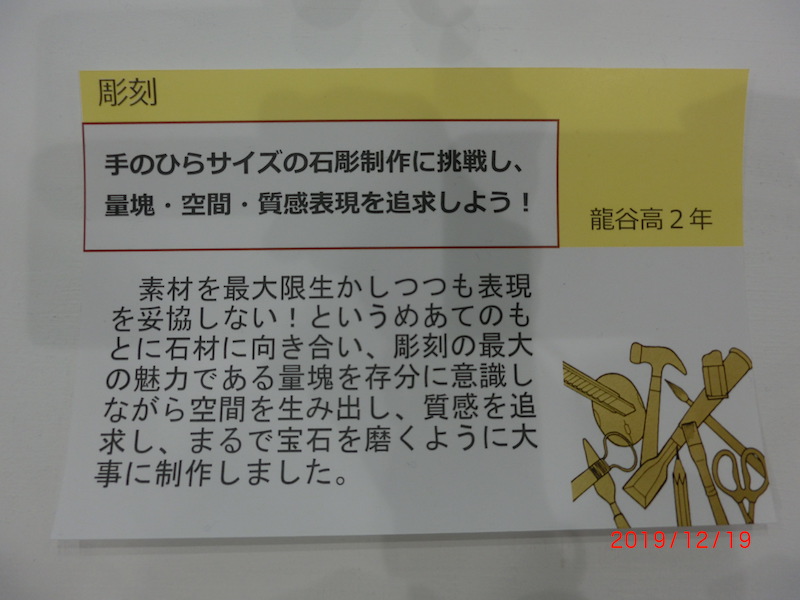 彫刻
手のひらサイズの石彫制作に挑戦し、
量塊・空間・質感表現を追求しよう！
龍谷高２年
素材を最大限生かしつつも表現
を妥協しない！というめあてのも
とに石材に向き合い、彫刻の最大
の魅力である量塊を存分に意識し
ながら空間を生み出し、質感を追
求し、まるで宝石を磨くように大
事に制作しました。
2019/12/19